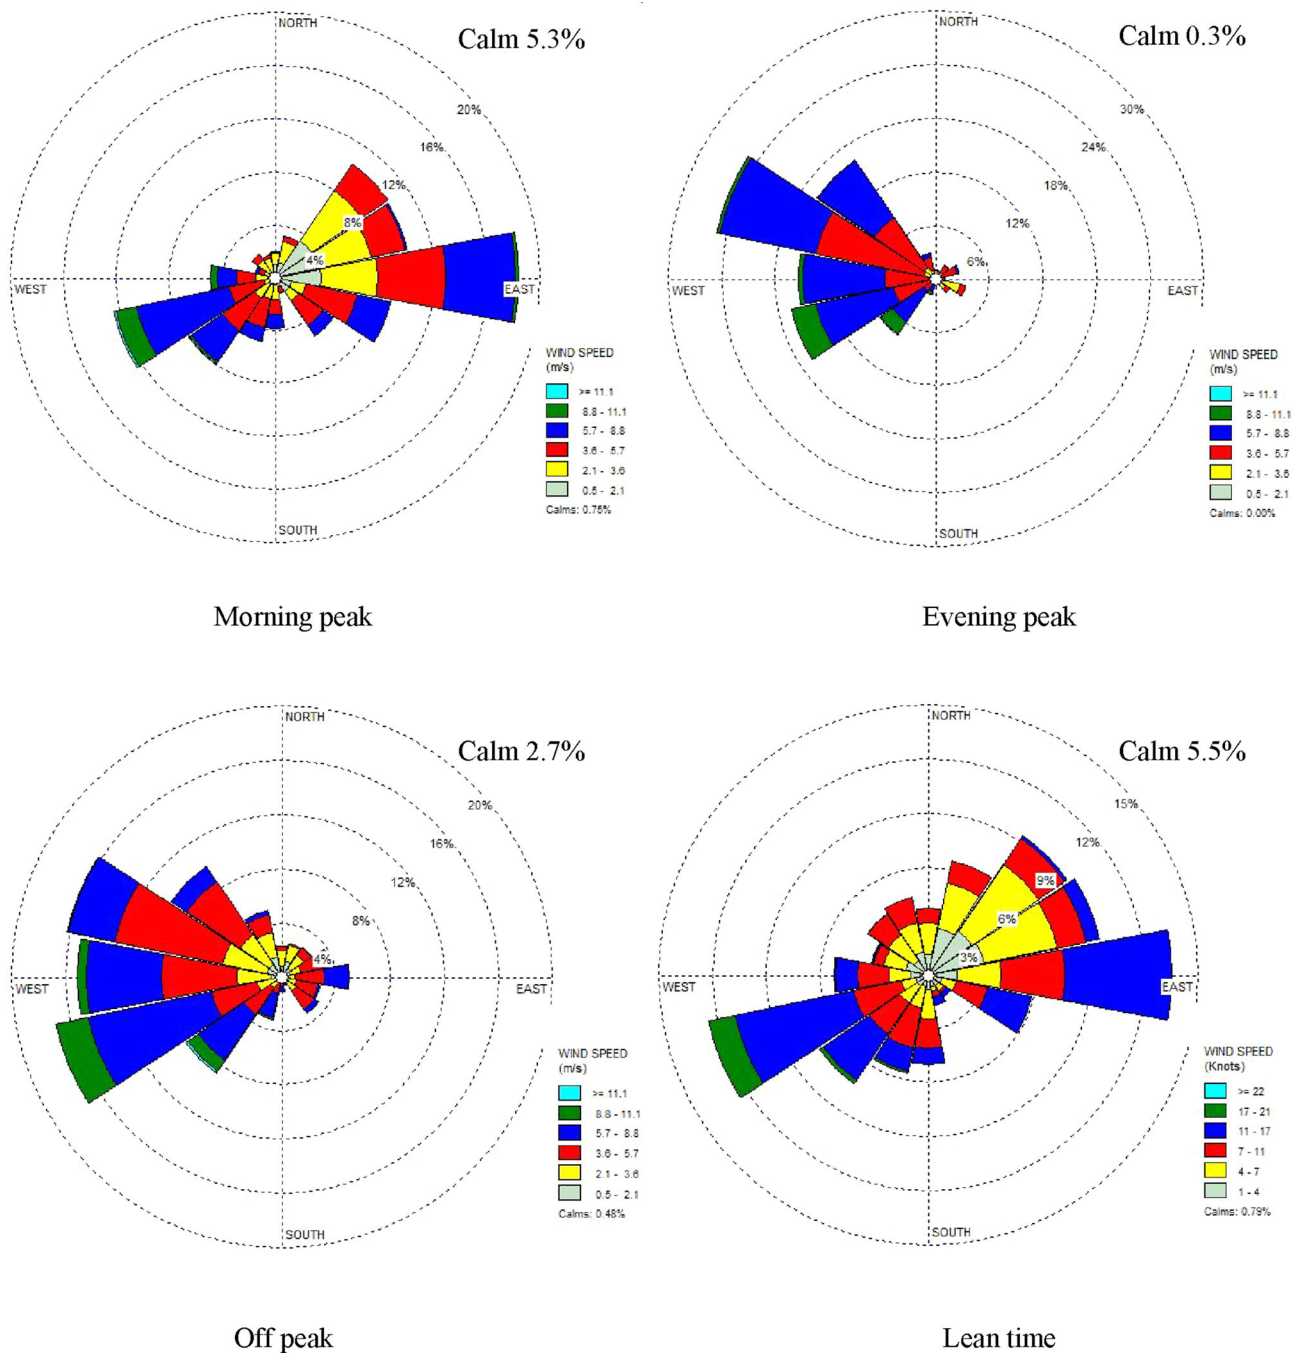 NORTH
Calm 5.3%
20%
16%
12%
8%
4%
WEST
EAST
WIND SPEED
(m/s)
>= 11.1
8.8 - 11.1
5.7 - 8.8
3.6 - 5.7
2.1 - 3.6
0.5 - 2.1
Calms: 0.75%
SOUTH
Morning peak
NORTH
Calm 0.3%
30%
24%
18%
12%
6%
WEST
EAST
WIND SPEED
(m/s)
>= 11.1
8.8 - 11.1
5.7 - 8.8
3.6 - 5.7
2.1 - 3.6
0.5 - 2.1
Calms: 0.00%
SOUTH
Evening peak
NORTH
Calm 2.7%
20%
16%
12%
8%
4%
WEST
EAST
WIND SPEED
(m/s)
>= 11.1
8.8 - 11.1
5.7 - 8.8
3.6 - 5.7
2.1 - 3.6
0.5 - 2.1
Calms: 0.48%
SOUTH
Off peak
NORTH
Calm 5.5%
15%
12%
9%
6%
3%
WEST
EAST
WIND SPEED
(Knots)
>= 22
17 - 21
11 - 17
7 - 11
4 - 7
1 - 4
Calms: 0.79%
SOUTH
Lean time